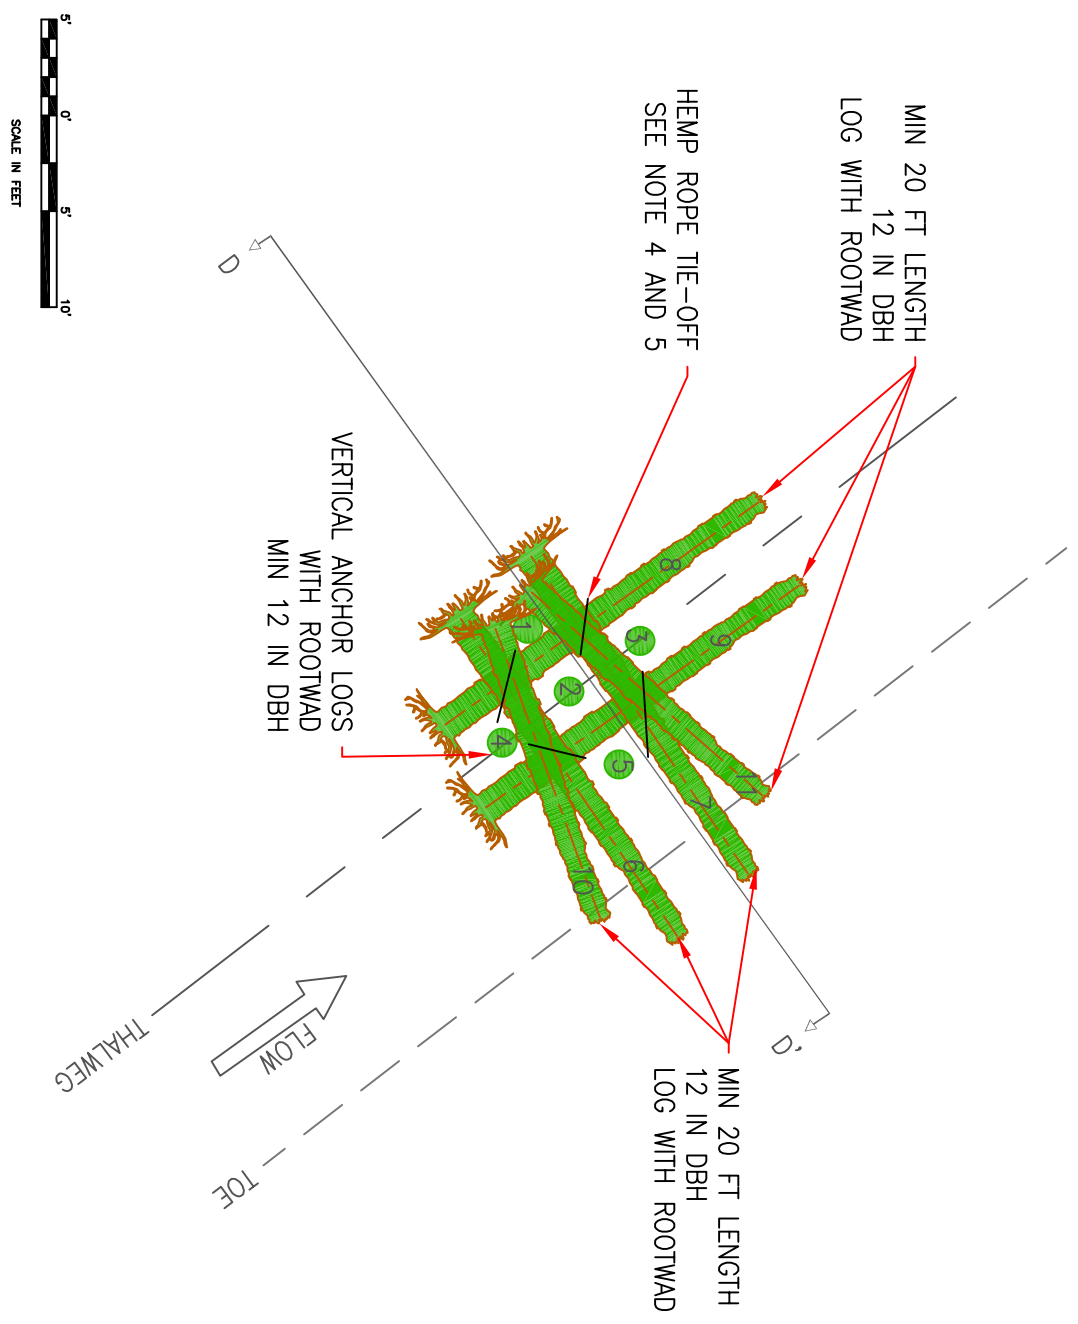 MIN 20 FT LENGTH
12 IN DBH
LOG WITH ROOTWAD
HEMP ROPE TIE-OFF
SEE NOTE 4 AND 5
VERTICAL ANCHOR LOGS
WITH ROOTWAD
MIN 12 IN DBH
MIN 20 FT LENGTH
12 IN DBH
LOG WITH ROOTWAD
D
D'
1
2
3
4
5
6
7
8
9
10
11
THALWEG
FLOW
TOE
5'
0'
5'
10'
SCALE IN FEET